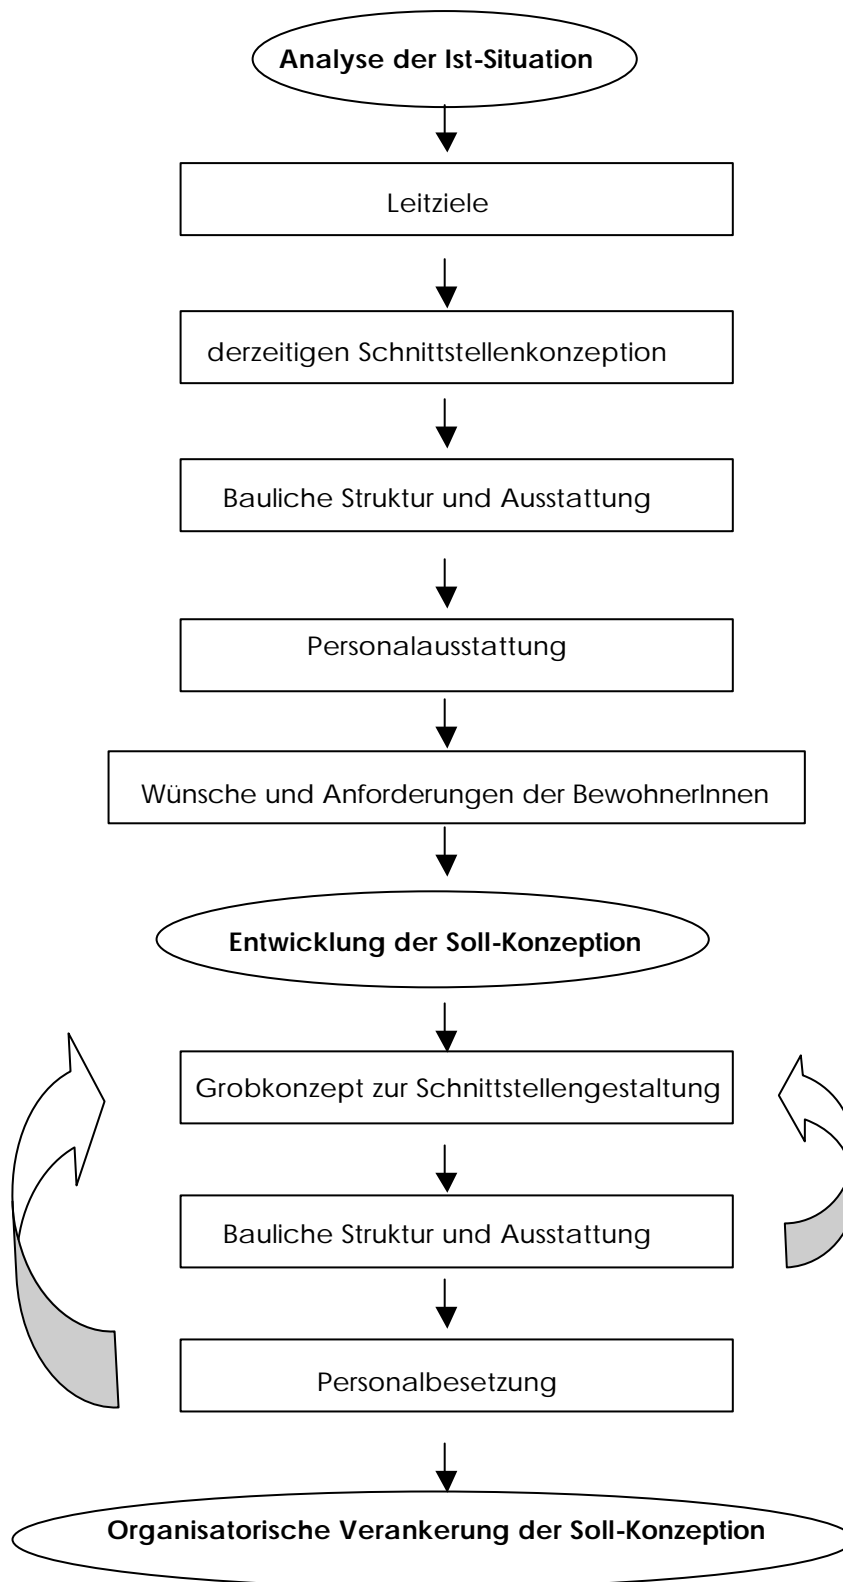 Analyse der Ist-Situation
Leitziele
derzeitigen Schnittstellenkonzeption
Bauliche Struktur und Ausstattung
Personalausstattung
Wünsche und Anforderungen der BewohnerInnen
Entwicklung der Soll-Konzeption
Grobkonzept zur Schnittstellengestaltung
Bauliche Struktur und Ausstattung
Personalbesetzung
Organisatorische Verankerung der Soll-Konzeption